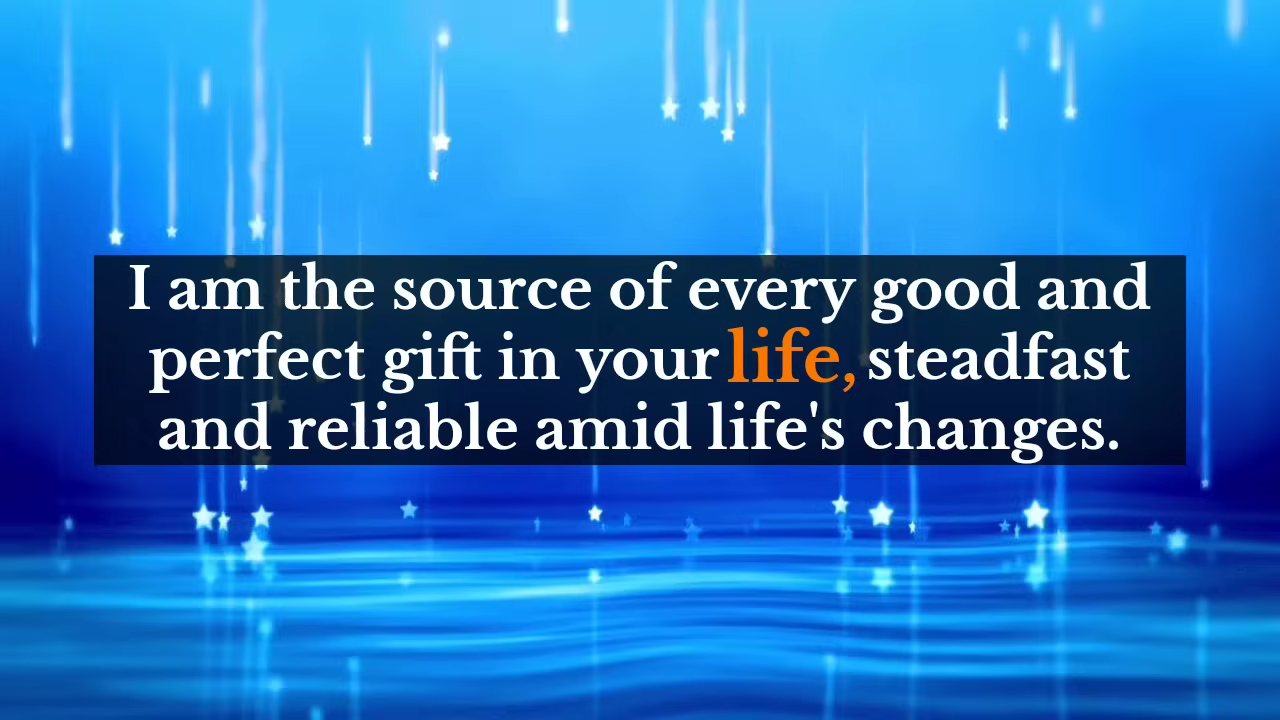 I am the source of every good and
perfect gift in your life, steadfast
and reliable amid life's changes.